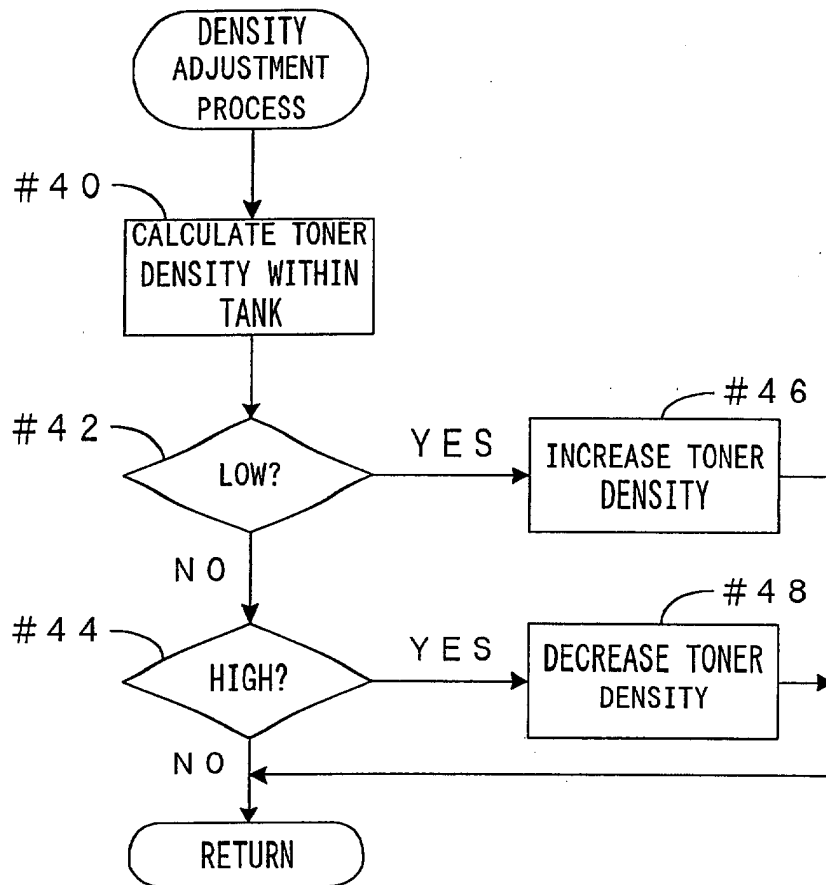 DENSITY
ADJUSTMENT
PROCESS
#40
CALCULATE TONER
DENSITY WITHIN
TANK
#42
LOW?
YES
#46
INCREASE TONER
DENSITY
NO
#44
HIGH?
YES
#48
DECREASE TONER
DENSITY
NO
RETURN